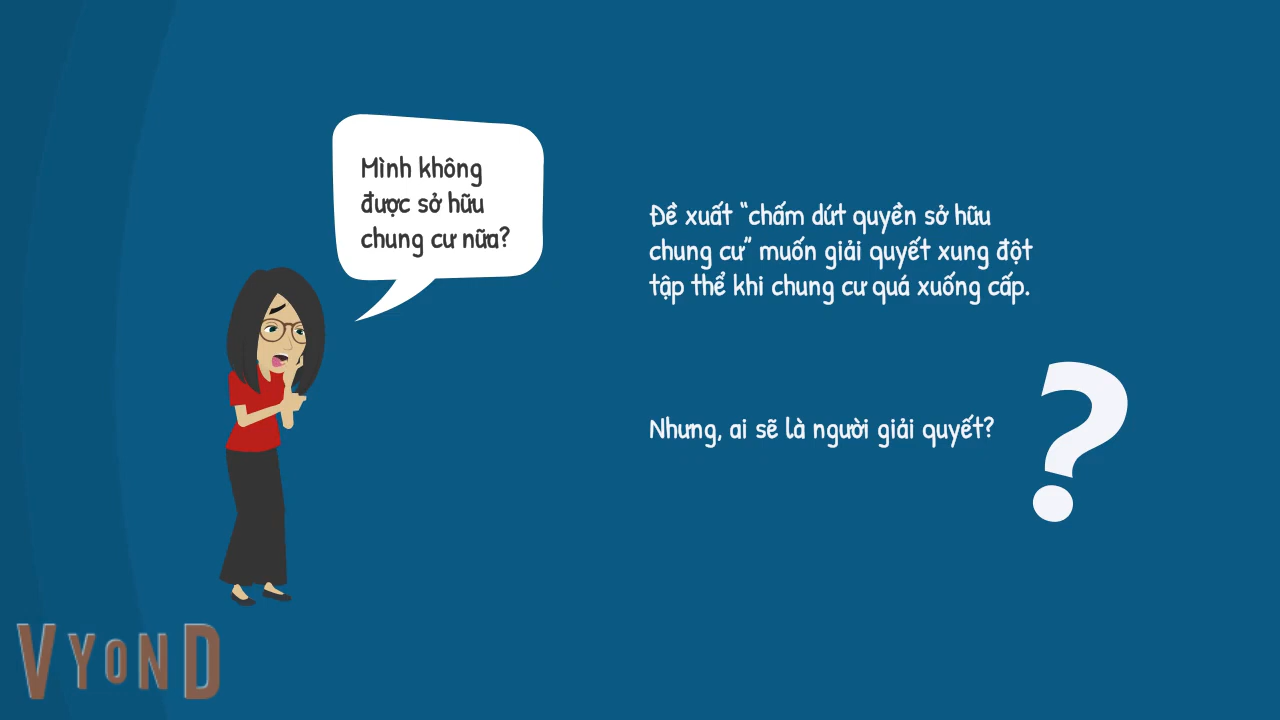 Mình không
được sở hữu
chung cư nữa?
Đề xuất “chấm dứt quyền sở hữu
chung cư” muốn giải quyết xung đột
tập thể khi chung cư quá xuống cấp.
Nhưng, ai sẽ là người giải quyết?
?
VYOND